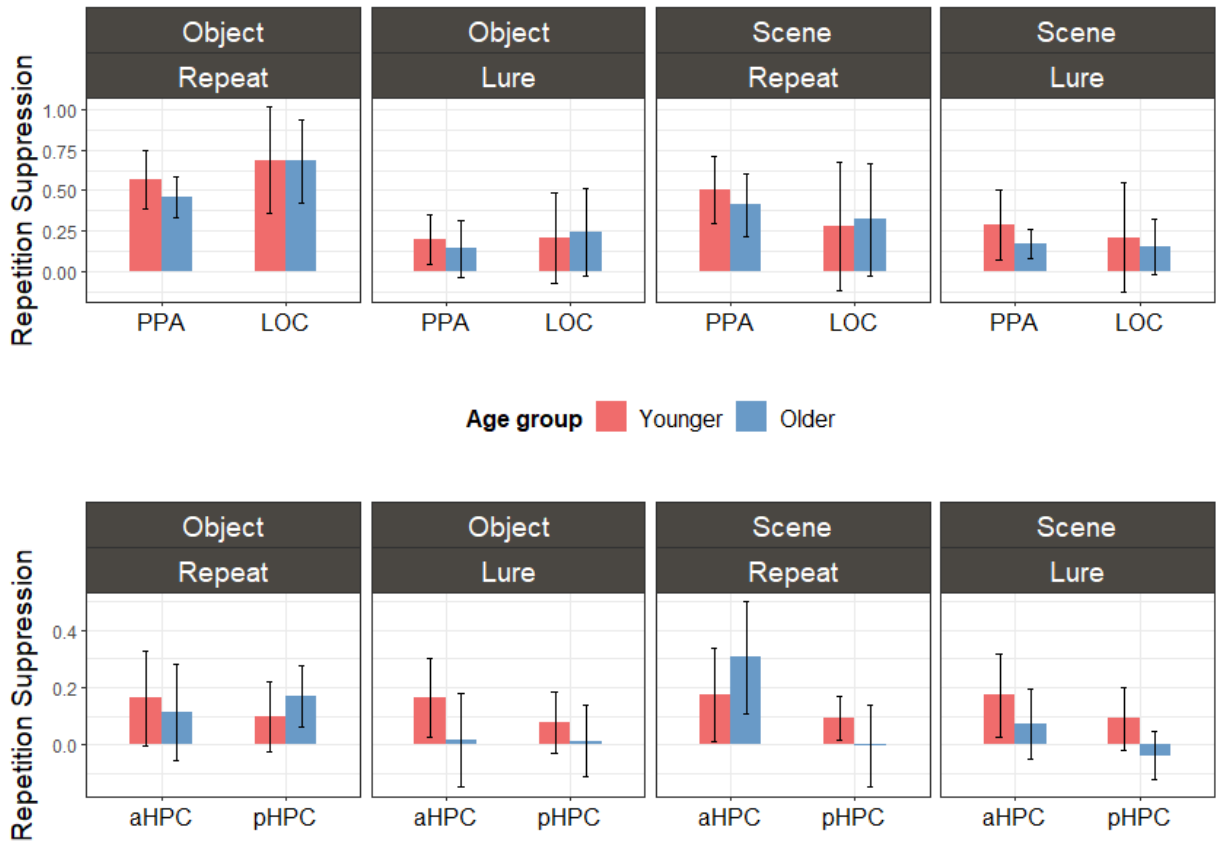 Object Object Scene Scene
Repeat Lure Repeat Lure
Repetition Suppression
1.00
0.75
0.50
0.25
0.00
PPA LOC PPA LOC PPA LOC PPA LOC
Age group Younger Older
Object Object Scene Scene
Repeat Lure Repeat Lure
Repetition Suppression
0.4
0.2
0.0
aHPC pHPC aHPC pHPC aHPC pHPC aHPC pHPC